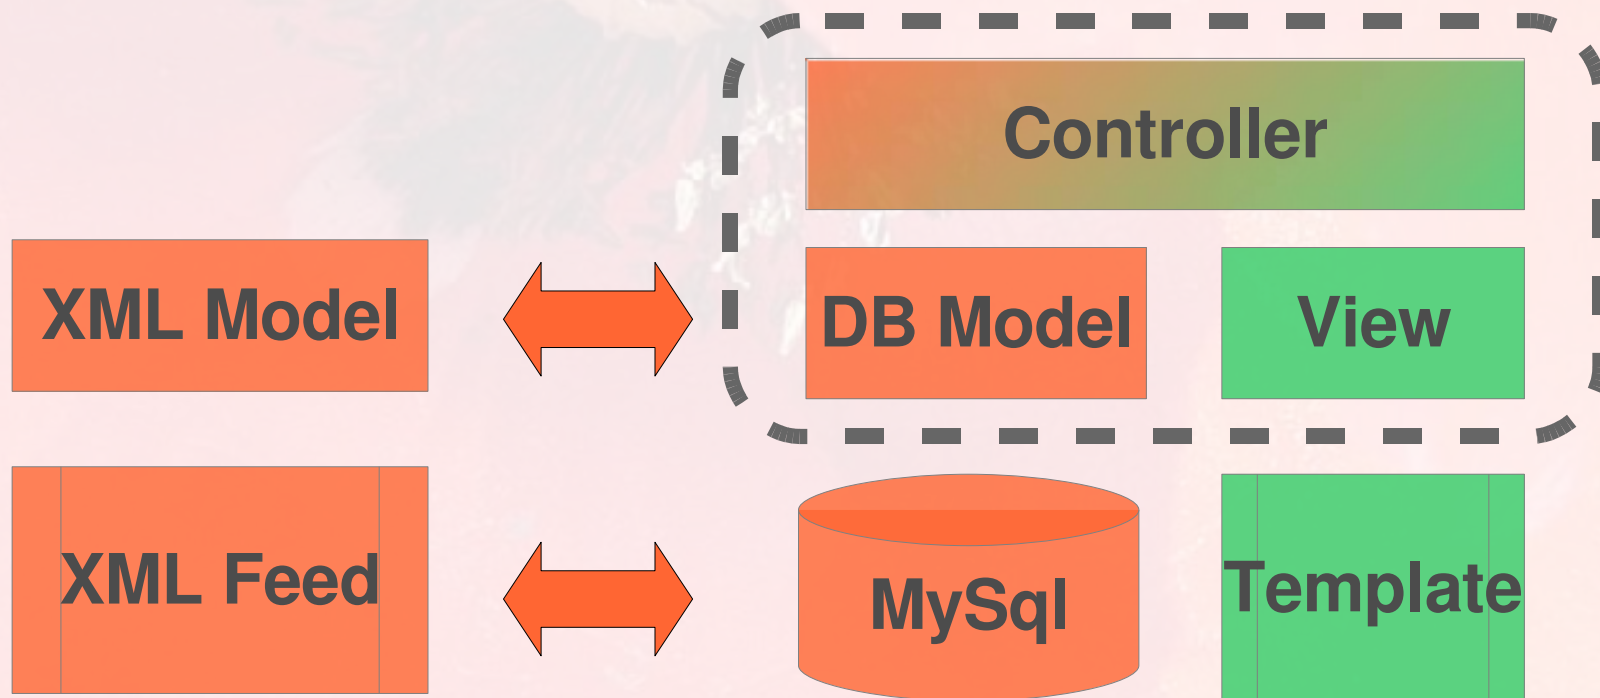 Controller
XML Model
DB Model
View
XML Feed
MySql
Template